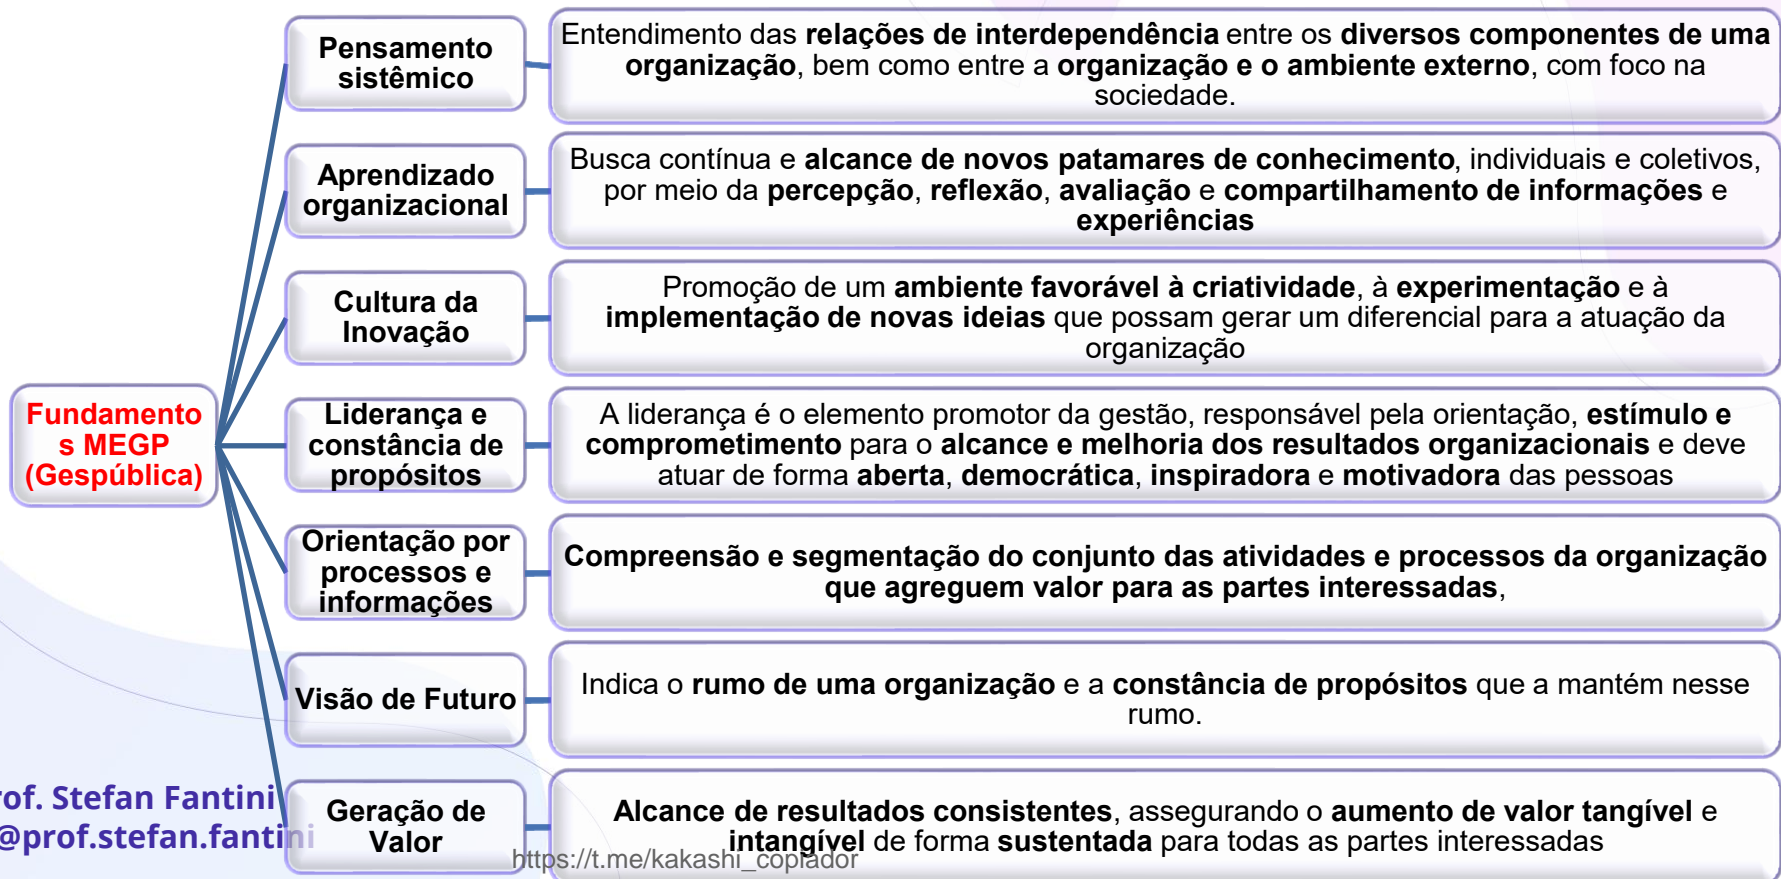 Pensamento
sistêmico
Entendimento das relações de interdependência entre os diversos componentes de uma
organização, bem como entre a organização e o ambiente externo, com foco na
sociedade.
Aprendizado
organizacional
Busca contínua e alcance de novos patamares de conhecimento, individuais e coletivos,
por meio da percepção, reflexão, avaliação e compartilhamento de informações e
experiências
Cultura da
Inovação
Promoção de um ambiente favorável à criatividade, à experimentação e à
implementação de novas ideias que possam gerar um diferencial para a atuação da
organização
Fundamento
s MEGP
(Gespública)
Liderança e
constância de
propósitos
A liderança é o elemento promotor da gestão, responsável pela orientação, estímulo e
comprometimento para o alcance e melhoria dos resultados organizacionais e deve
atuar de forma aberta, democrática, inspiradora e motivadora das pessoas
Orientação por
processos e
informações
Compreensão e segmentação do conjunto das atividades e processos da organização
que agreguem valor para as partes interessadas,
Visão de Futuro
Indica o rumo de uma organização e a constância de propósitos que a mantém nesse
rumo.
Geração de
Valor
Alcance de resultados consistentes, assegurando o aumento de valor tangível e
intangível de forma sustentada para todas as partes interessadas
rof. Stefan Fantini
@prof.stefan.fantini
https://t.me/kakashi_copiador